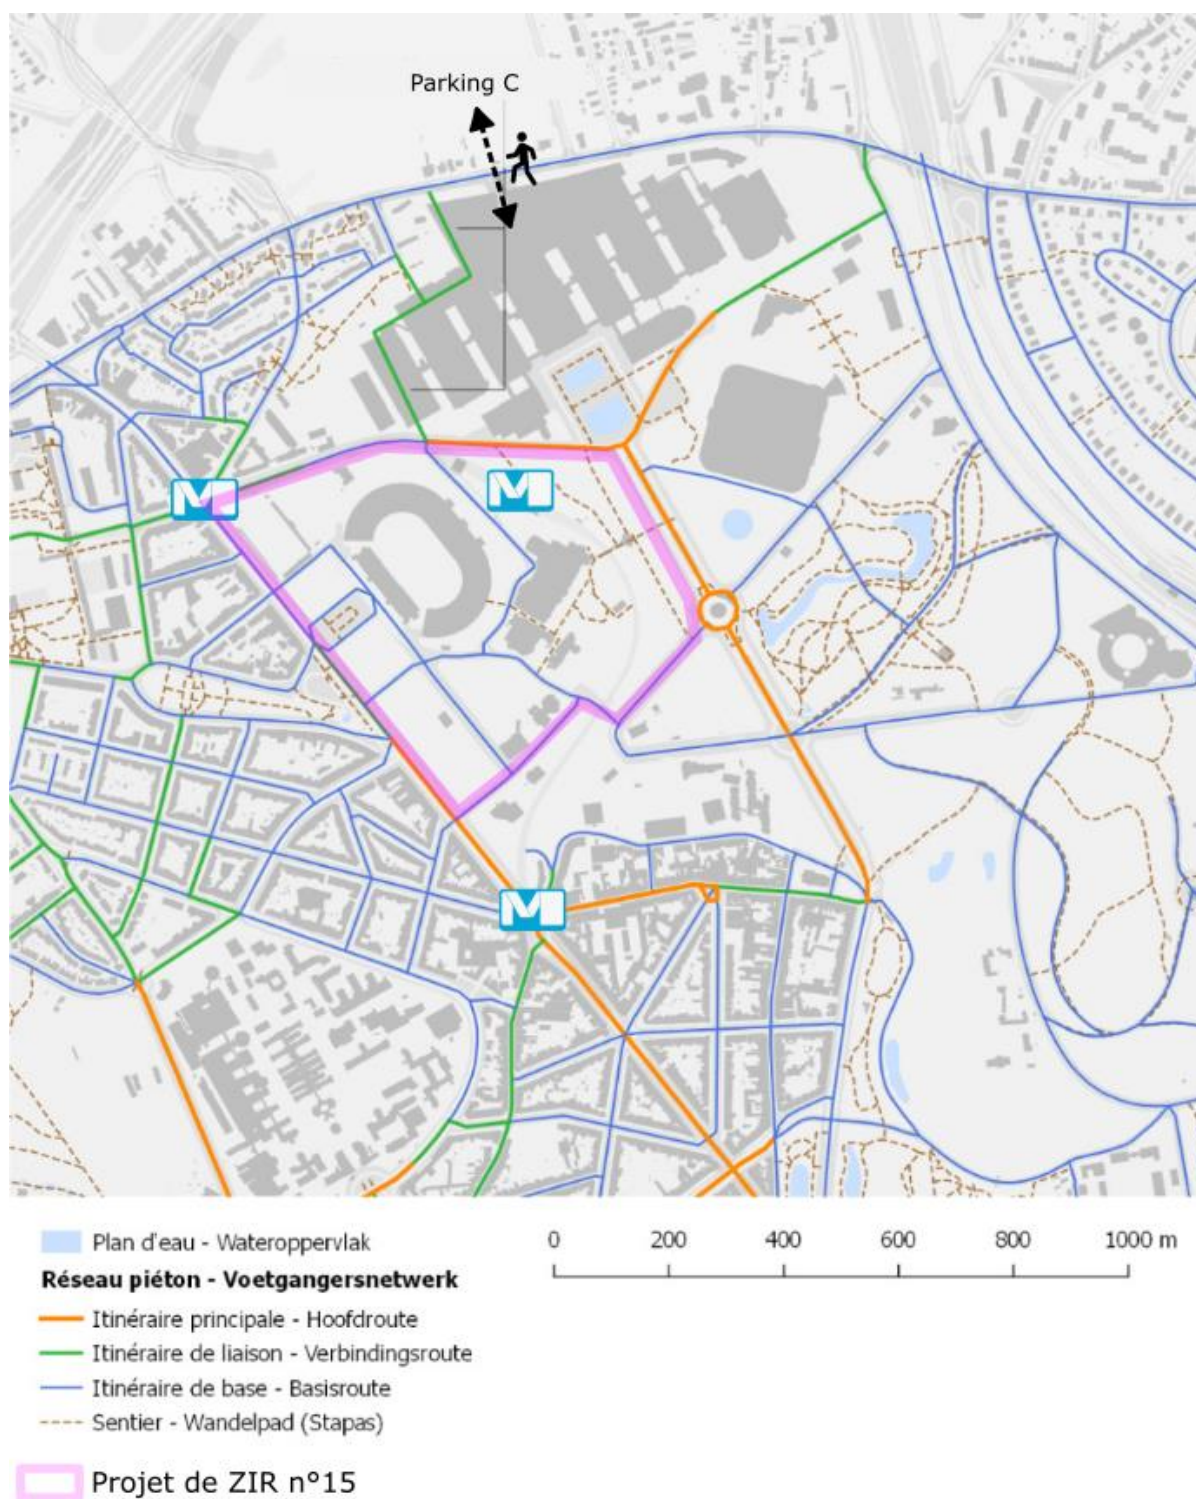 Parking C
M
M
M
Plan d'eau - Wateroppervlak
0 200 400 600 800 1000 m
Réseau piéton - Voetgangersnetwerk
Itinéraire principale - Hoofdroute
Itinéraire de liaison - Verbindingsroute
Itinéraire de base - Basisroute
Sentier - Wandelpad (Stapas)
Projet de ZIR n°15